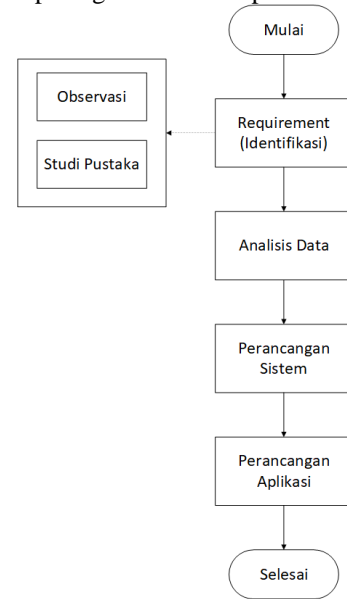 Mulai
Observasi
Studi Pustaka
Requirement
(Identifikasi)
Analisis Data
Perancangan
Sistem
Perancangan
Aplikasi
Selesai